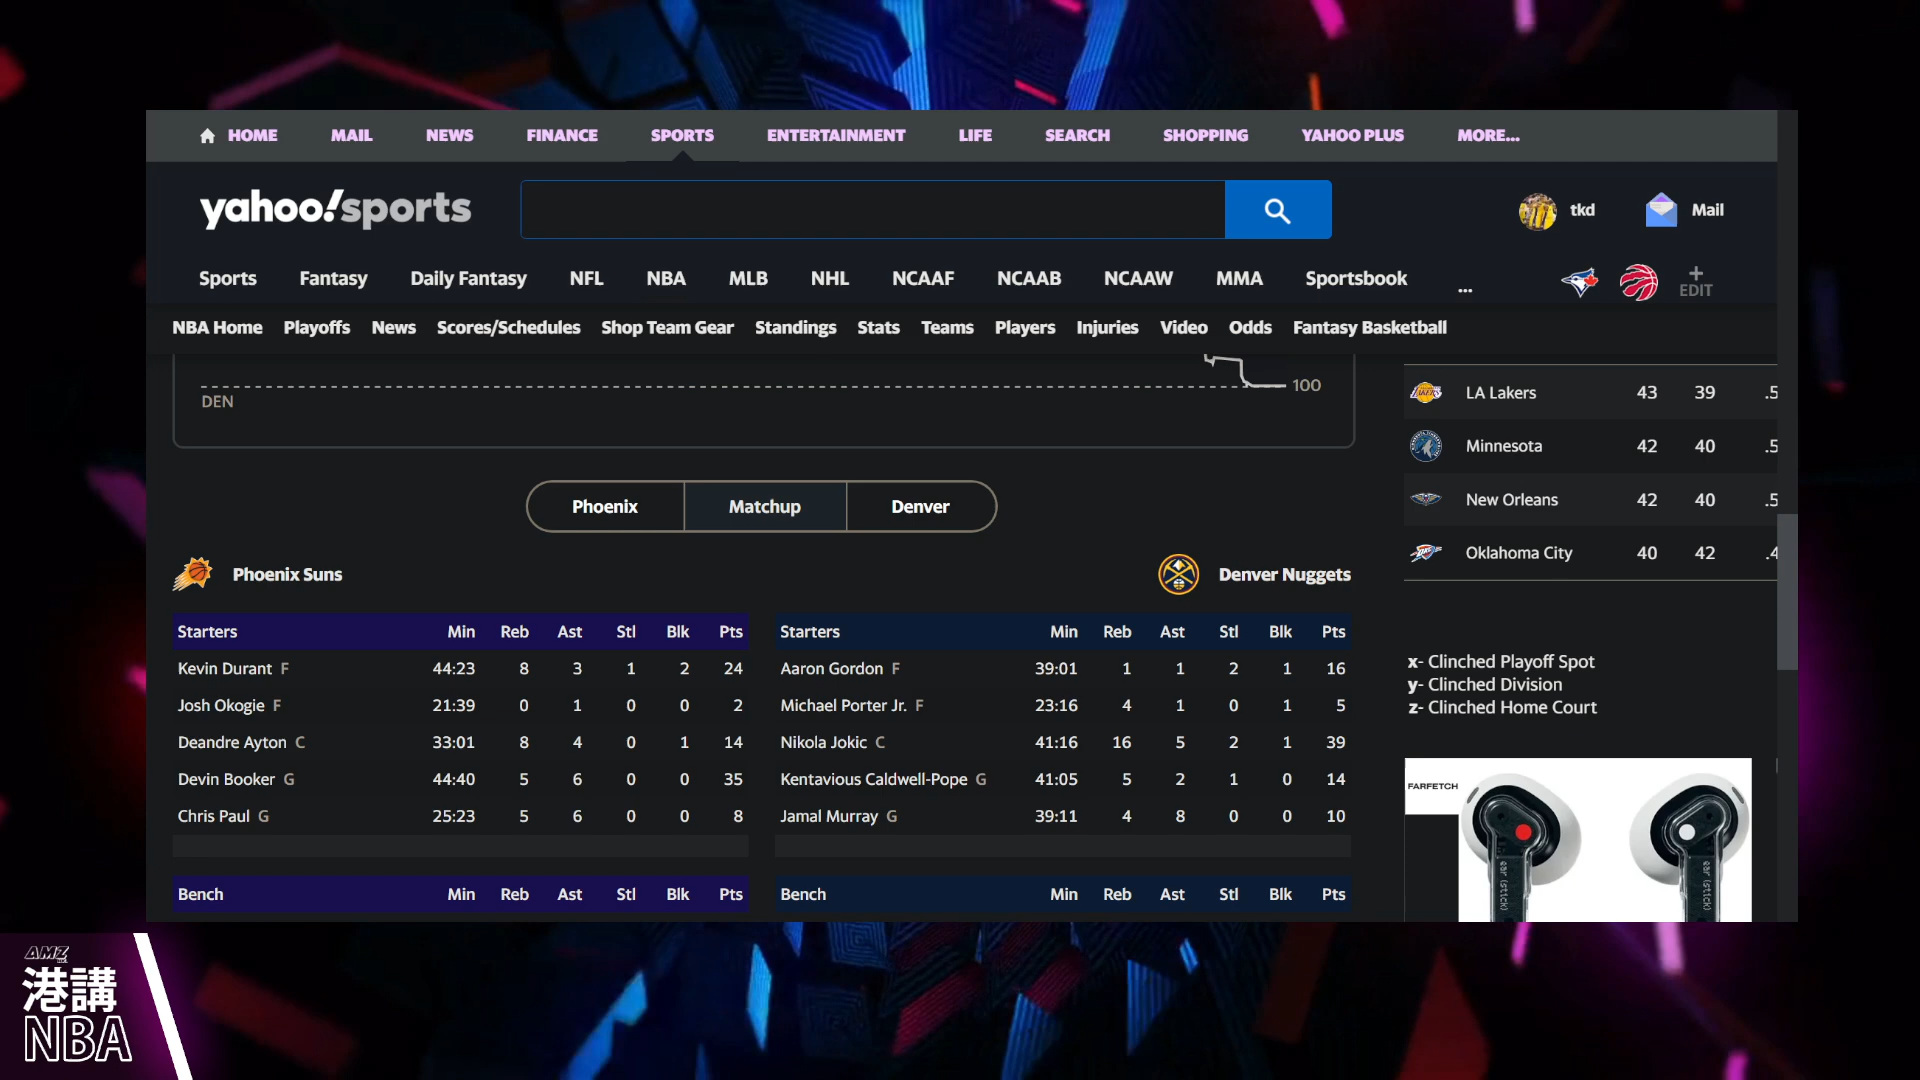 HOME MAIL NEWS FINANCE SPORTS ENTERTAINMENT LIFE SEARCH SHOPPING YAHOO PLUS MORE...
yahoo!sports
tkd Mail
Sports Fantasy Daily Fantasy NFL NBA MLB NHL NCAAF NCAAB NCAAW MMA Sportsbook ... EDIT
NBA Home Playoffs News Scores/Schedules Shop Team Gear Standings Stats Teams Players Injuries Video Odds Fantasy Basketball
100
DEN
Phoenix Matchup Denver
Phoenix Suns
Starters Min Reb Ast Stl Blk Pts
Kevin Durant F 44:23 8 3 1 2 24
Josh Okogie F 21:39 0 1 0 0 2
Deandre Ayton C 33:01 8 4 0 1 14
Devin Booker G 44:40 5 6 0 0 35
Chris Paul G 25:23 5 6 0 0 8
Bench Min Reb Ast Stl Blk Pts
Denver Nuggets
Starters Min Reb Ast Stl Blk Pts
Aaron Gordon F 39:01 1 1 2 1 16
Michael Porter Jr. F 23:16 4 1 0 1 5
Nikola Jokic C 41:16 16 5 2 1 39
Kentavious Caldwell-Pope G 41:05 5 2 1 0 14
Jamal Murray G 39:11 4 8 0 0 10
Bench Min Reb Ast Stl Blk Pts
LA Lakers 43 39 .5
Minnesota 42 40 .5
New Orleans 42 40 .5
Oklahoma City 40 42 .4
x- Clinched Playoff Spot
y- Clinched Division
z- Clinched Home Court
FARFETCH
ear (stick)
ear (stick)
AMZ
港講
NBA